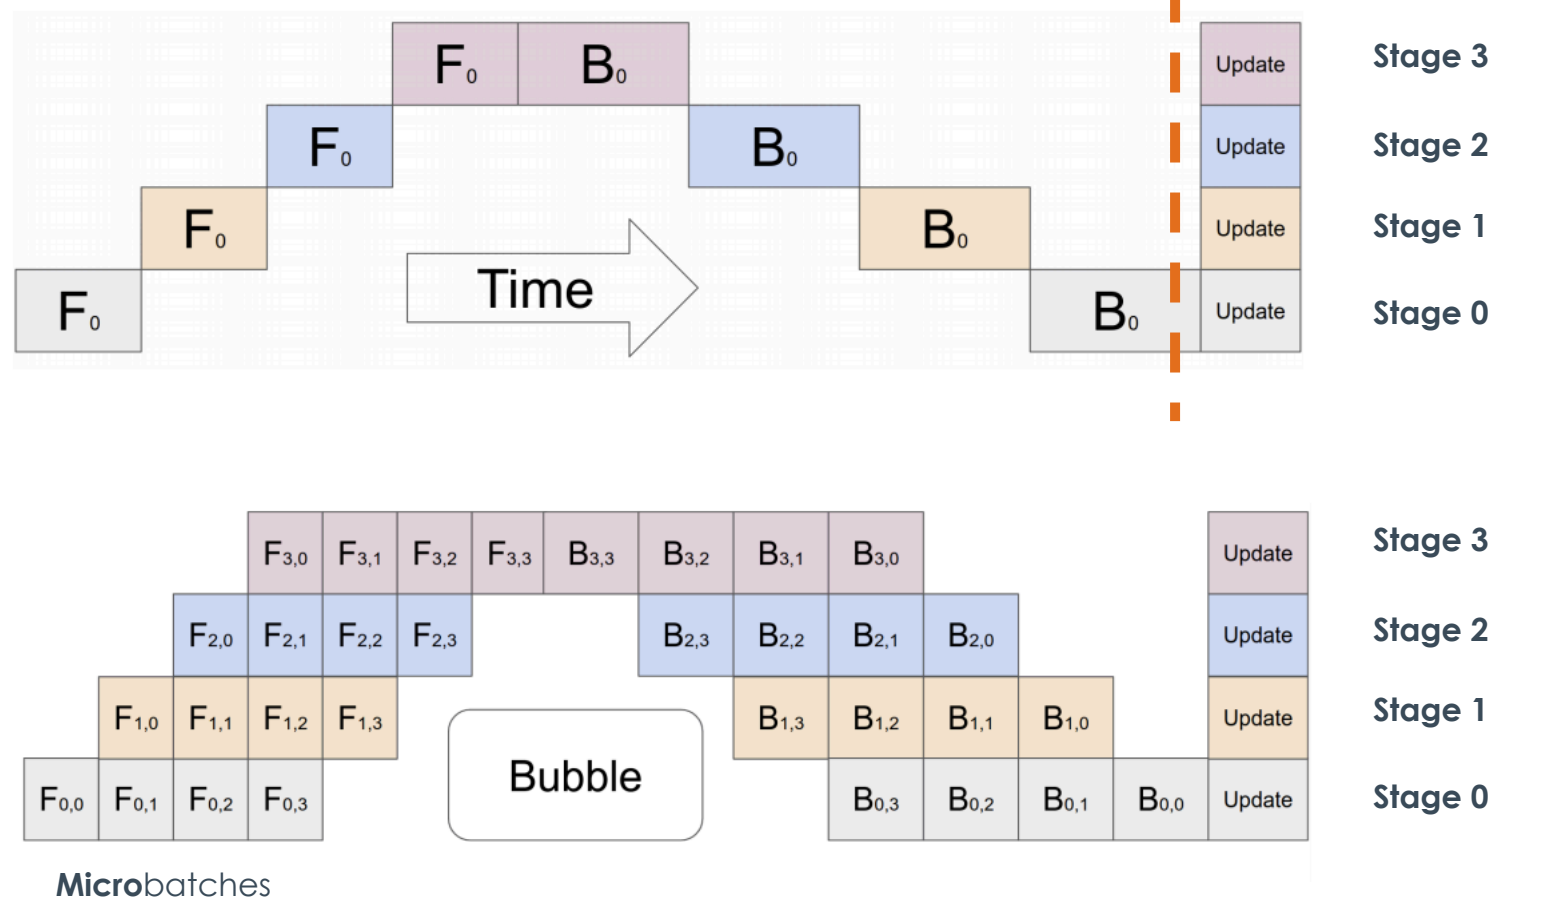 F0 B0 Update Stage 3
F0 B0 Update Stage 2
F0 B0 Update Stage 1
Time
F0 B0 Update Stage 0
F3,0 F3,1 F3,2 F3,3 B3,3 B3,2 B3,1 B3,0 Update Stage 3
F2,0 F2,1 F2,2 F2,3 B2,3 B2,2 B2,1 B2,0 Update Stage 2
F1,0 F1,1 F1,2 F1,3 B1,3 B1,2 B1,1 B1,0 Update Stage 1
Bubble
F0,0 F0,1 F0,2 F0,3 B0,3 B0,2 B0,1 B0,0 Update Stage 0
Microbatches